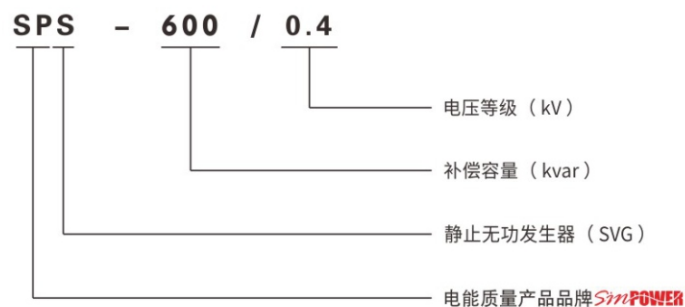 SPS - 600 / 0.4
电压等级（kV）
补偿容量（kvar）
静止无功发生器（SVG）
电能质量产品品牌SinPOWER